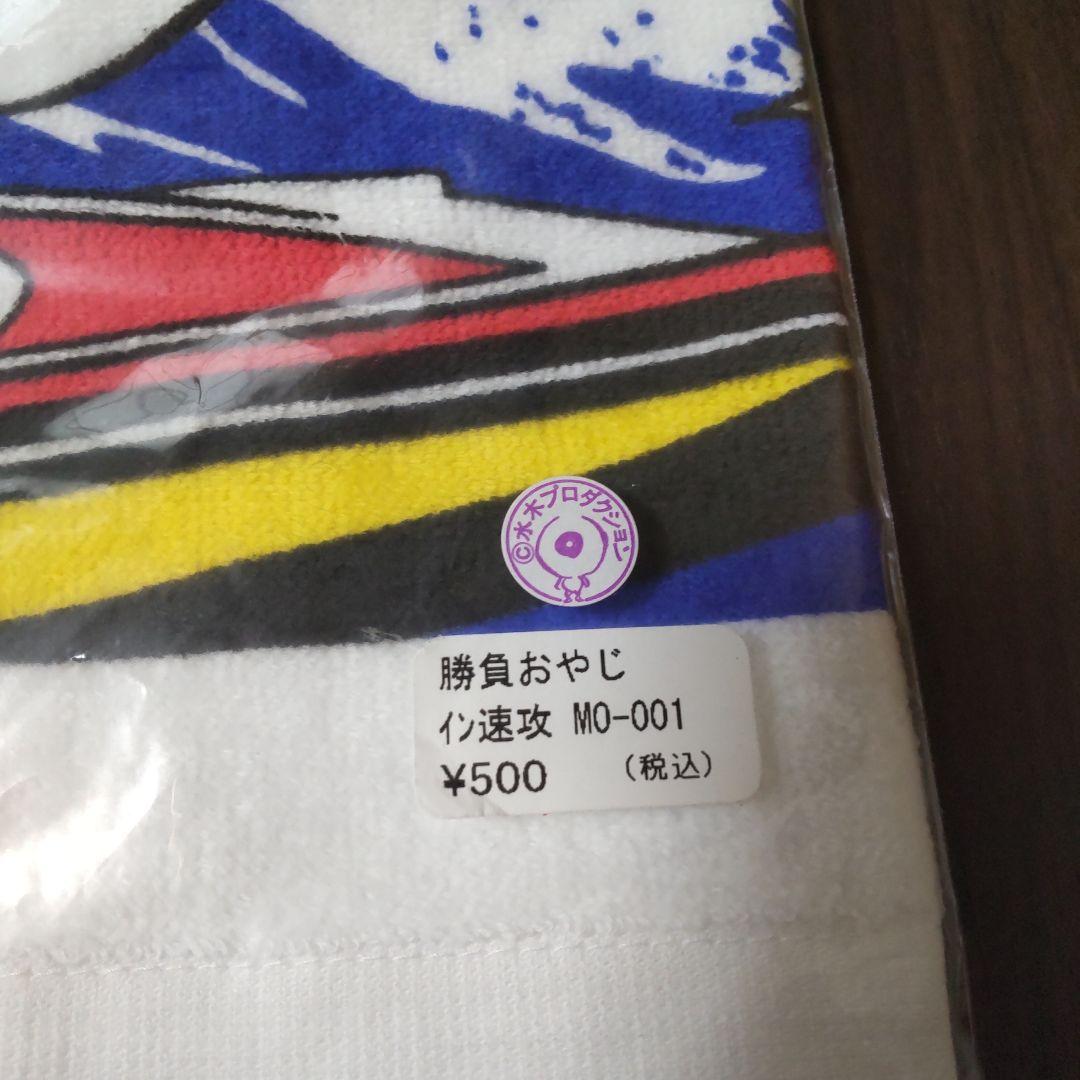 ©水木プロダクション
勝負おやじ
ｲﾝ速攻 MO-001
¥500 (税込)